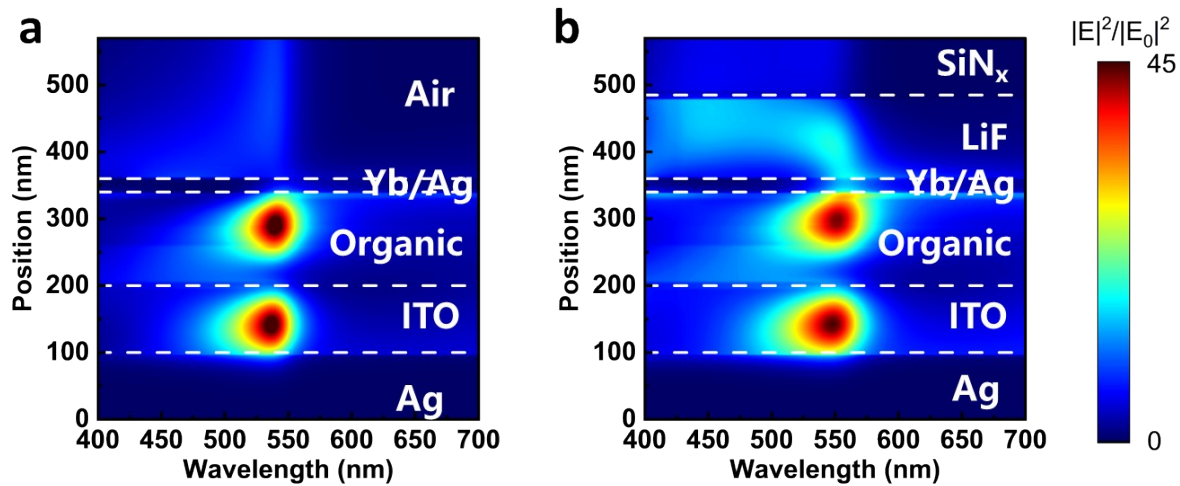 a
b
|E|²/|E₀|²
45
0
500
400
300
200
100
0
Position (nm)
Air
Yb/Ag
Organic
ITO
Ag
400 450 500 550 600 650 700
Wavelength (nm)
500
400
300
200
100
0
Position (nm)
SiNₓ
LiF
Yb/Ag
Organic
ITO
Ag
400 450 500 550 600 650 700
Wavelength (nm)